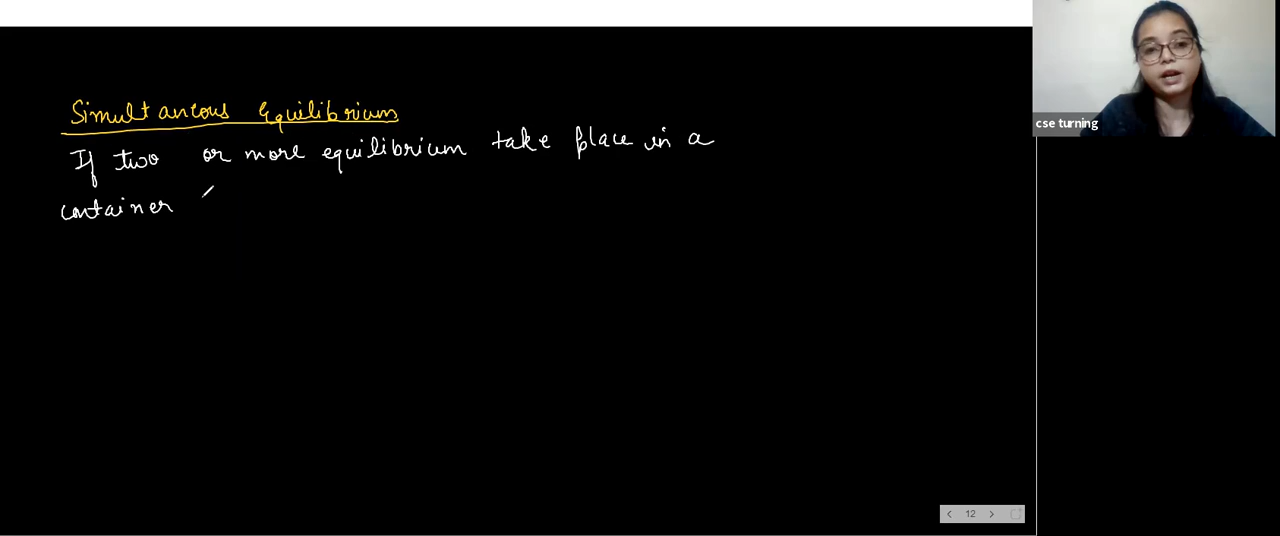 Simultaneous Equilibrium
If two or more equilibrium take place in a
container
cse turning
12